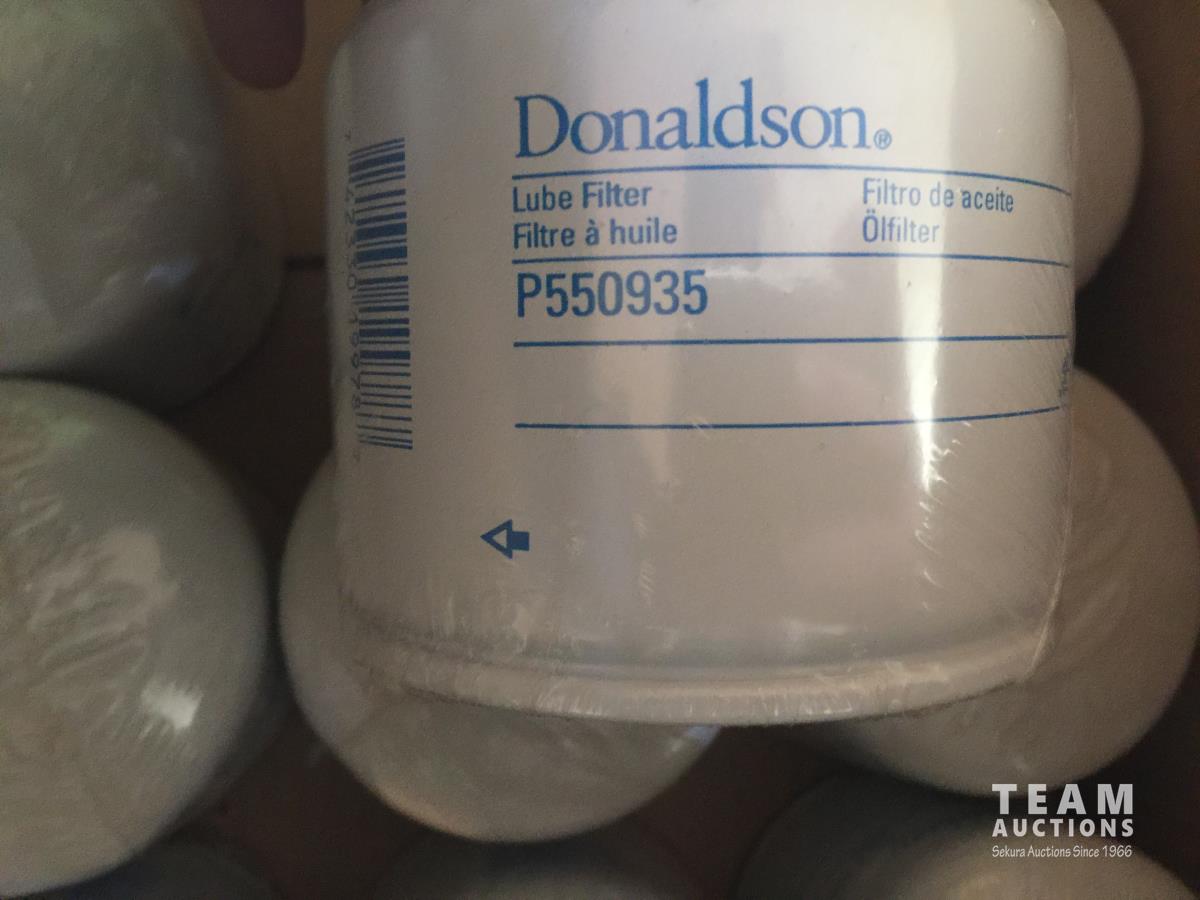 Donaldson®
Lube Filter
Filtro de aceite
Filtre à huile
Ölfilter
P550935
TEAM
AUCTIONS
Sekura Auctions Since 1966